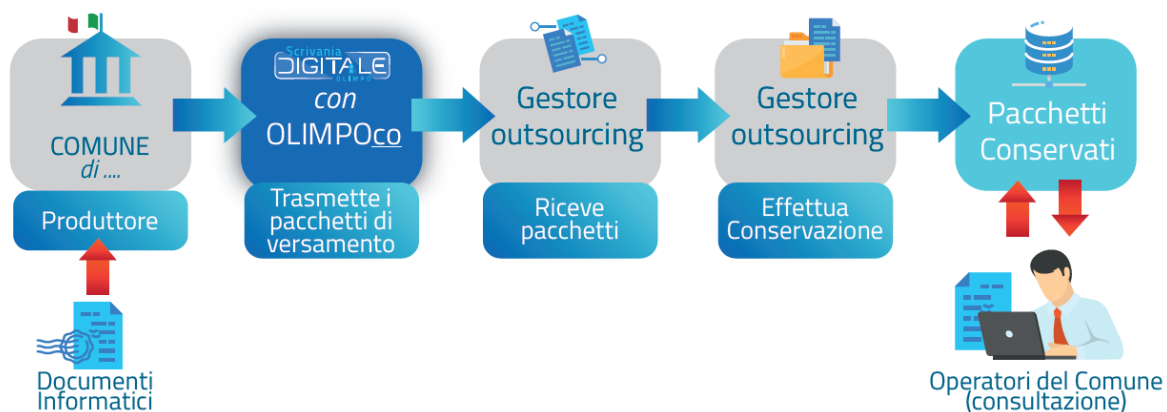 COMUNE
di ....
Produttore
Documenti
Informatici
Scrivania
DIGITALE
OLIMPO
con
OLIMPOco
Trasmette i
pacchetti di
versamento
Gestore
outsourcing
Riceve
pacchetti
Gestore
outsourcing
Effettua
Conservazione
Pacchetti
Conservati
Operatori del Comune
(consultazione)